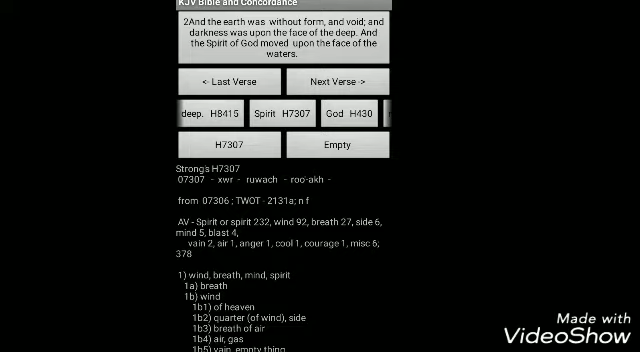 KJV Bible and Concordance
2And the earth was without form, and void; and
darkness was upon the face of the deep. And
the Spirit of God moved upon the face of the
waters.
<- Last Verse
Next Verse ->
deep. H8415
Spirit H7307
God H430
H7307
Empty
Strong's H7307
07307 - xwr - ruwach - roo'-akh -
from 07306 ; TWOT - 2131a; n f
AV - Spirit or spirit 232, wind 92, breath 27, side 6,
mind 5, blast 4,
vain 2, air 1, anger 1, cool 1, courage 1, misc 6;
378
1) wind, breath, mind, spirit
1a) breath
1b) wind
1b1) of heaven
1b2) quarter (of wind), side
1b3) breath of air
1b4) air, gas
1b5) vain, empty thing
Made with
VideoShow